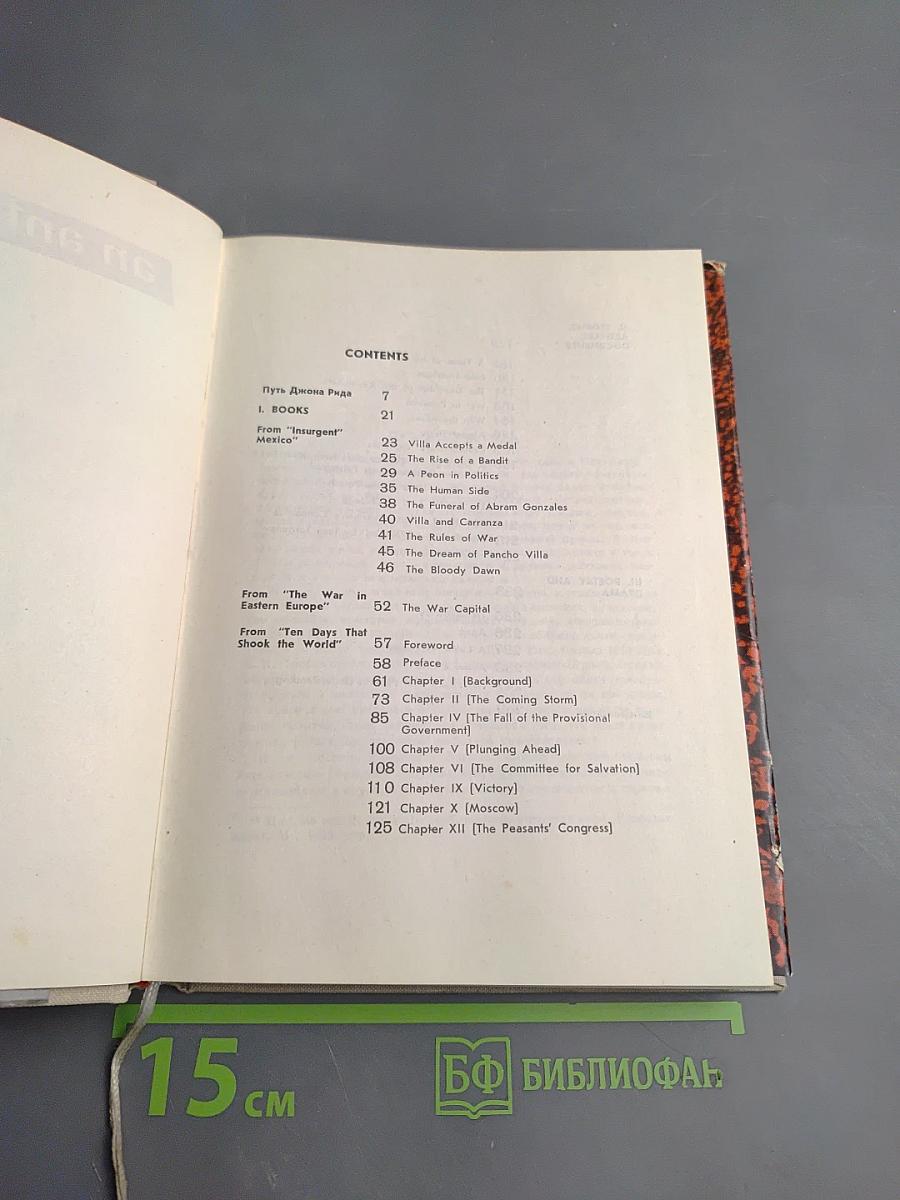 an ant
CONTENTS
Путь Джона Рида 7
I. BOOKS 21
From "Insurgent"
Mexico"
23 Villa Accepts a Medal
25 The Rise of a Bandit
29 A Peon in Politics
35 The Human Side
38 The Funeral of Abram Gonzales
40 Villa and Carranza
41 The Rules of War
45 The Dream of Pancho Villa
46 The Bloody Dawn
From "The War in
Eastern Europe" 52 The War Capital
From "Ten Days That
Shook the World" 57 Foreword
58 Preface
61 Chapter I [Background]
73 Chapter II [The Coming Storm]
85 Chapter IV [The Fall of the Provisional
Government]
100 Chapter V [Plunging Ahead]
108 Chapter VI [The Committee for Salvation]
110 Chapter IX [Victory]
121 Chapter X [Moscow]
125 Chapter XII [The Peasants' Congress]
15 см
БФ БИБЛИОФАН